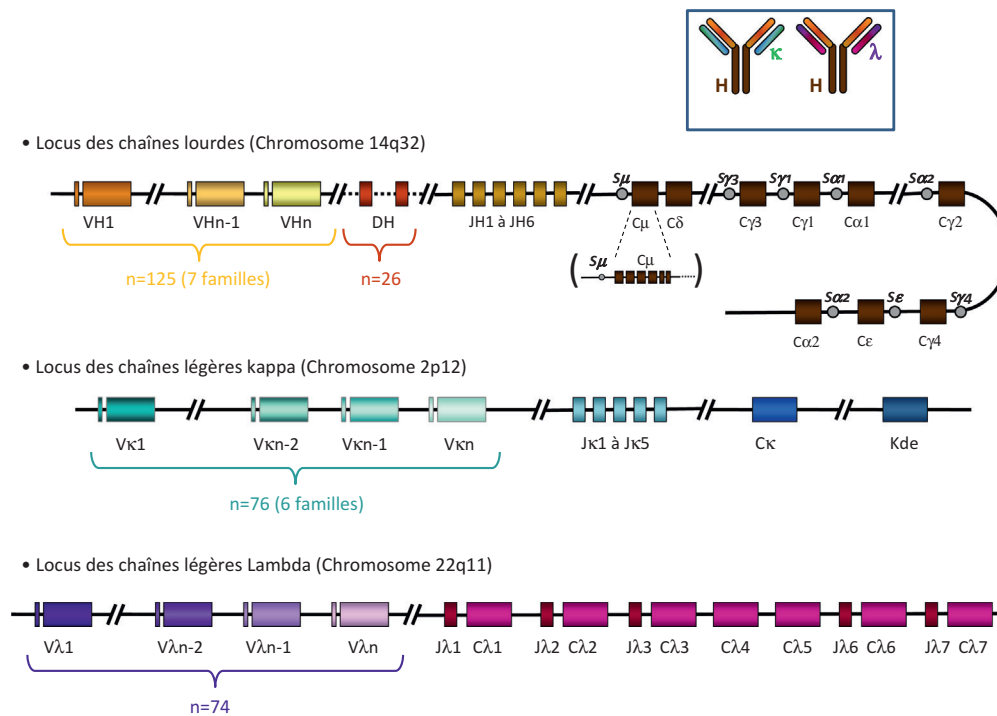 κ λ
H H
• Locus des chaînes lourdes (Chromosome 14q32)
Sμ Sγ3 Sγ1 Sα1 Sα2
VH1 VHn-1 VHn DH JH1 à JH6 Cμ Cδ Cγ3 Cγ1 Cα1 Cγ2
n=125 (7 familles) n=26
Sμ Cμ
Sα2 Sε Sγ4
Cα2 Cε Cγ4
• Locus des chaînes légères kappa (Chromosome 2p12)
Vκ1 Vκn-2 Vκn-1 Vκn Jκ1 à Jκ5 Cκ Kde
n=76 (6 familles)
• Locus des chaînes légères Lambda (Chromosome 22q11)
Vλ1 Vλn-2 Vλn-1 Vλn Jλ1 Cλ1 Jλ2 Cλ2 Jλ3 Cλ3 Cλ4 Cλ5 Jλ6 Cλ6 Jλ7 Cλ7
n=74